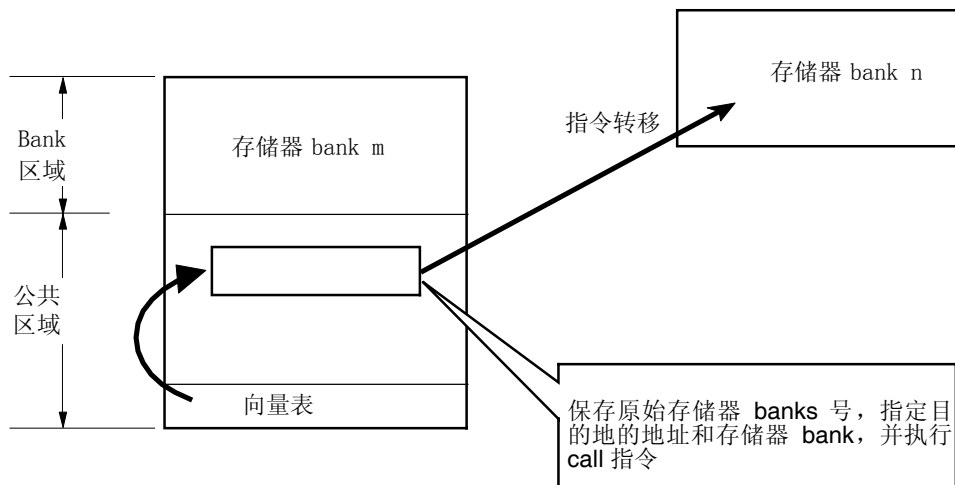 存储器 bank n
指令转移
Bank
区域
存储器 bank m
公共
区域
向量表
保存原始存储器 banks 号，指定目
的地的地址和存储器 bank，并执行
call 指令